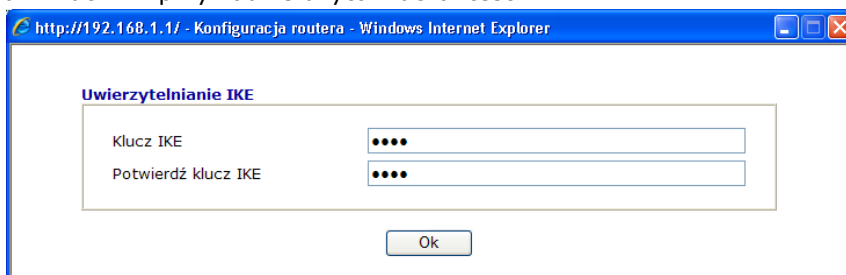 http://192.168.1.1/ - Konfiguracja routera - Windows Internet Explorer
Uwierzytelnianie IKE
Klucz IKE ••••
Potwierdź klucz IKE ••••
Ok